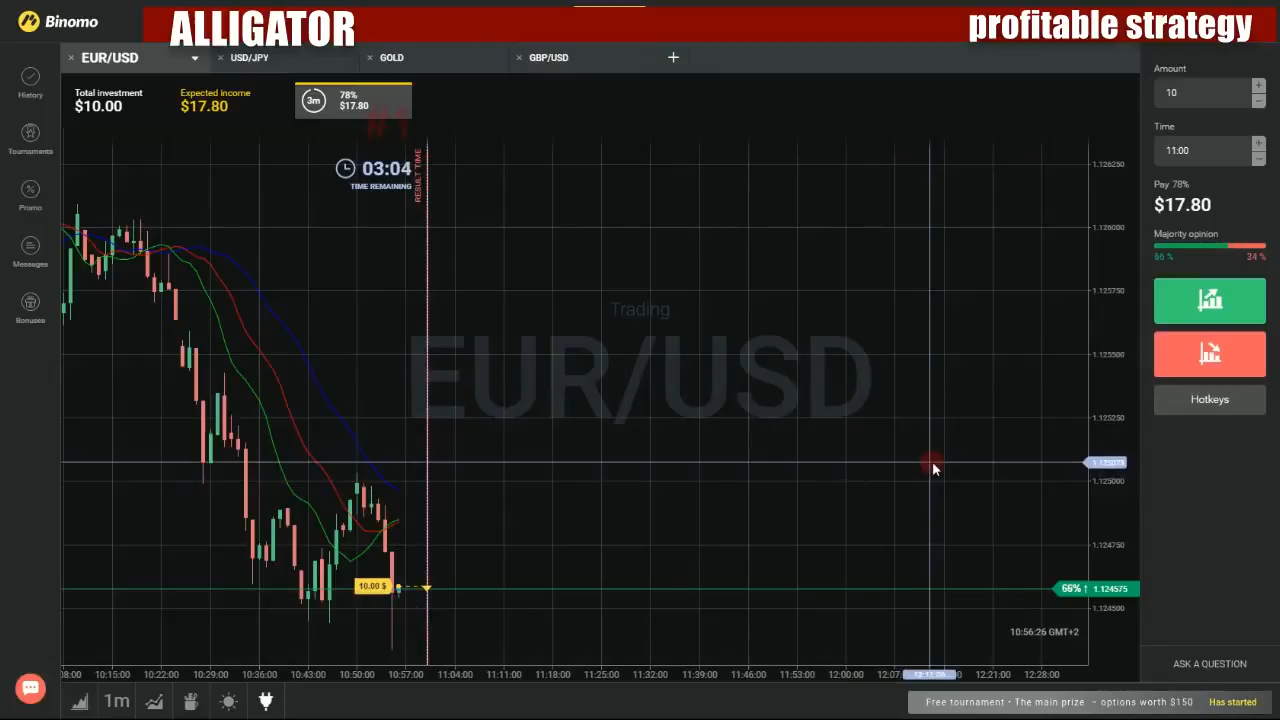 Binomo
ALLIGATOR
profitable strategy
EUR/USD
USD/JPY
GOLD
GBP/USD
Total investment
$10.00
Expected income
$17.80
3m
78%
$17.80
#1
03:04
TIME REMAINING
RESULT TIME
History
Tournaments
Promo
Messages
Bonuses
Trading
EUR/USD
1.126250
1.126000
1.125750
1.125500
1.125250
1.125000
1.124750
1.124500
10.00 $
66% ↑ 1.124575
10:56:26 GMT+2
10:15:00
10:22:00
10:29:00
10:36:00
10:43:00
10:50:00
10:57:00
11:04:00
11:11:00
11:18:00
11:25:00
11:32:00
11:39:00
11:46:00
11:53:00
12:00:00
12:21:00
12:28:00
1m
Amount
10
Time
11:00
Pay 78%
$17.80
Majority opinion
66 %
34 %
Hotkeys
ASK A QUESTION
Free tournament • The main prize – options worth $150 Has started